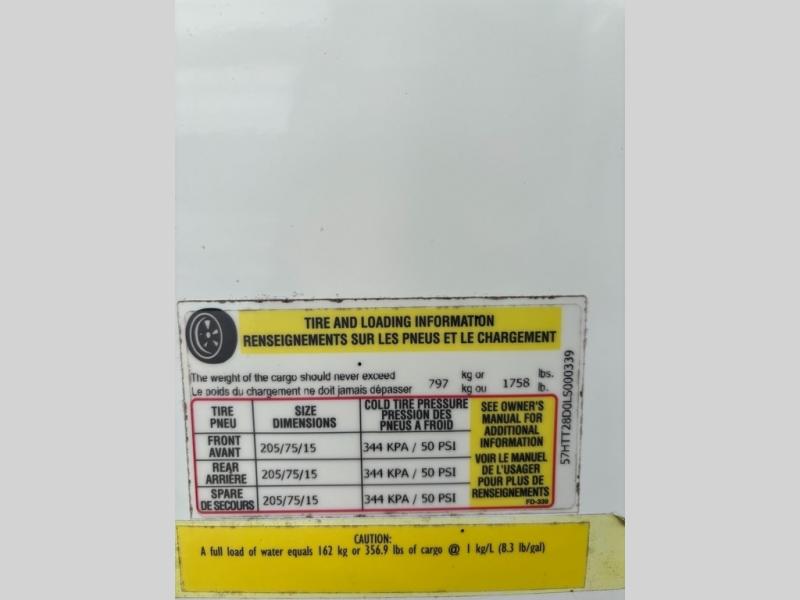 TIRE AND LOADING INFORMATION
RENSEIGNEMENTS SUR LES PNEUS ET LE CHARGEMENT
The weight of the cargo should never exceed 797 kg or 1758 lbs.
Le poids du chargement ne doit jamais dépasser kg ou lb.
TIRE PNEU
SIZE DIMENSIONS
COLD TIRE PRESSURE
PRESSION DES
PNEUS A FROID
FRONT AVANT 205/75/15 344 KPA / 50 PSI
REAR ARRIÈRE 205/75/15 344 KPA / 50 PSI
SPARE DE SECOURS 205/75/15 344 KPA / 50 PSI
SEE OWNER'S
MANUAL FOR
ADDITIONAL
INFORMATION
VOIR LE MANUEL
DE L'USAGER
POUR PLUS DE
RENSEIGNEMENTS
FD-339
57HTT28D0LS000339
CAUTION:
A full load of water equals 162 kg or 356.9 lbs of cargo @ 1 kg/L (8.3 lb/gal)